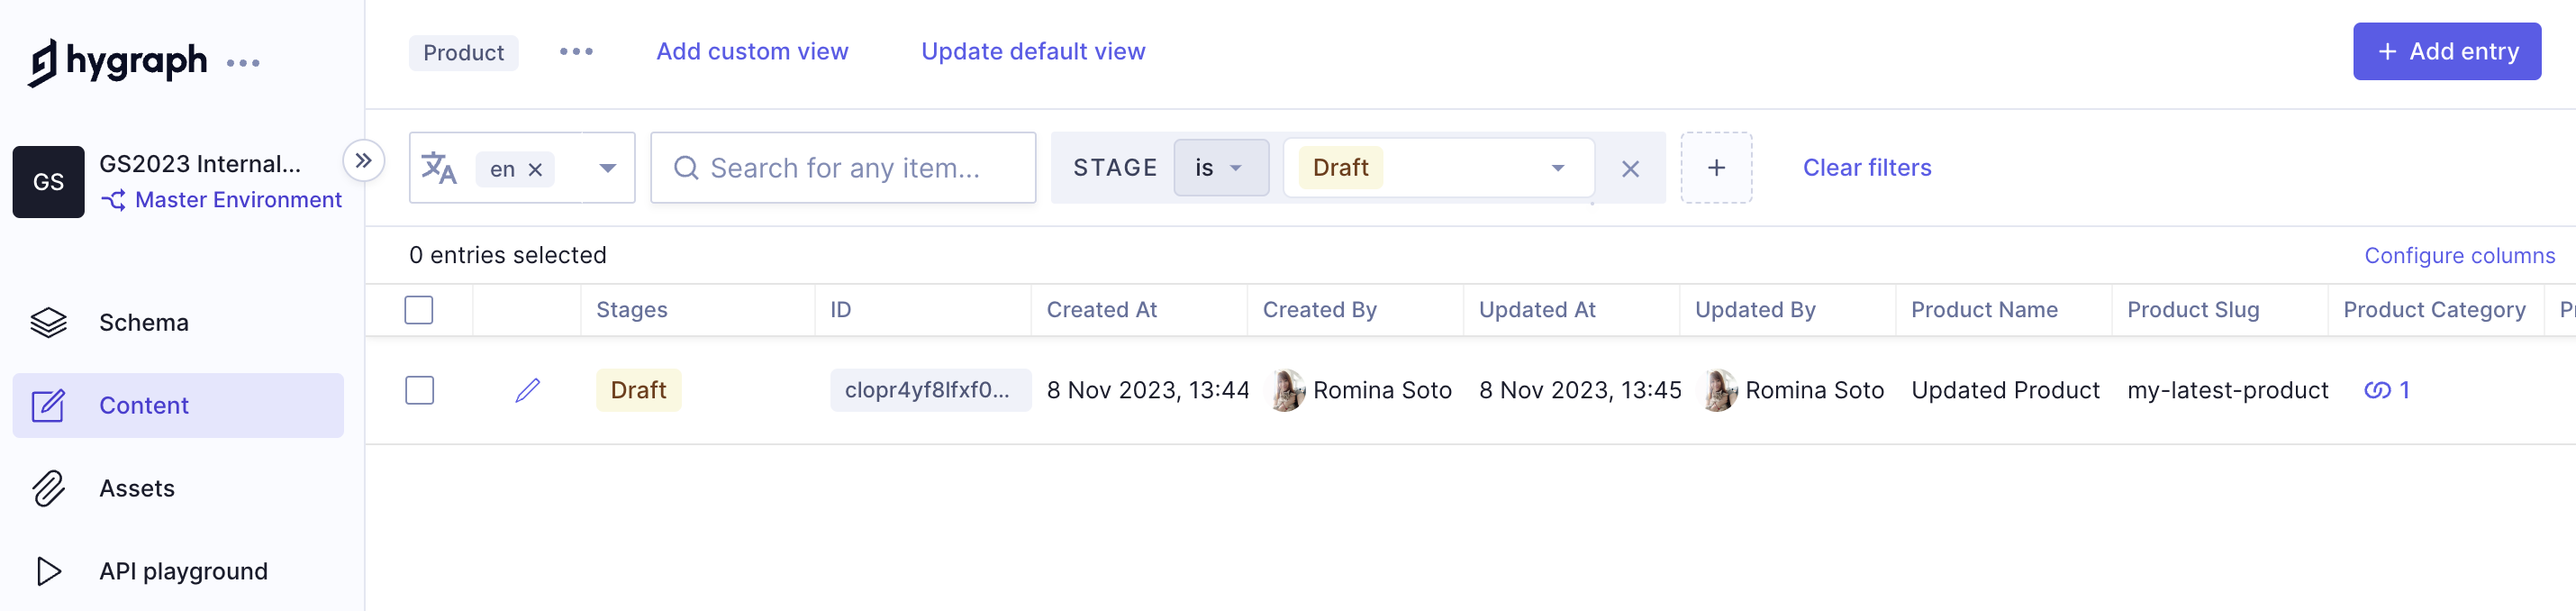 hygraph
GS
GS2023 Internal...
Master Environment
Schema
Content
Assets
API playground
Product
Add custom view
Update default view
+ Add entry
en
Search for any item...
STAGE is Draft
Clear filters
0 entries selected
Configure columns
Stages ID Created At Created By Updated At Updated By Product Name Product Slug Product Category
Draft clopr4yf8lfxf0... 8 Nov 2023, 13:44 Romina Soto 8 Nov 2023, 13:45 Romina Soto Updated Product my-latest-product 1